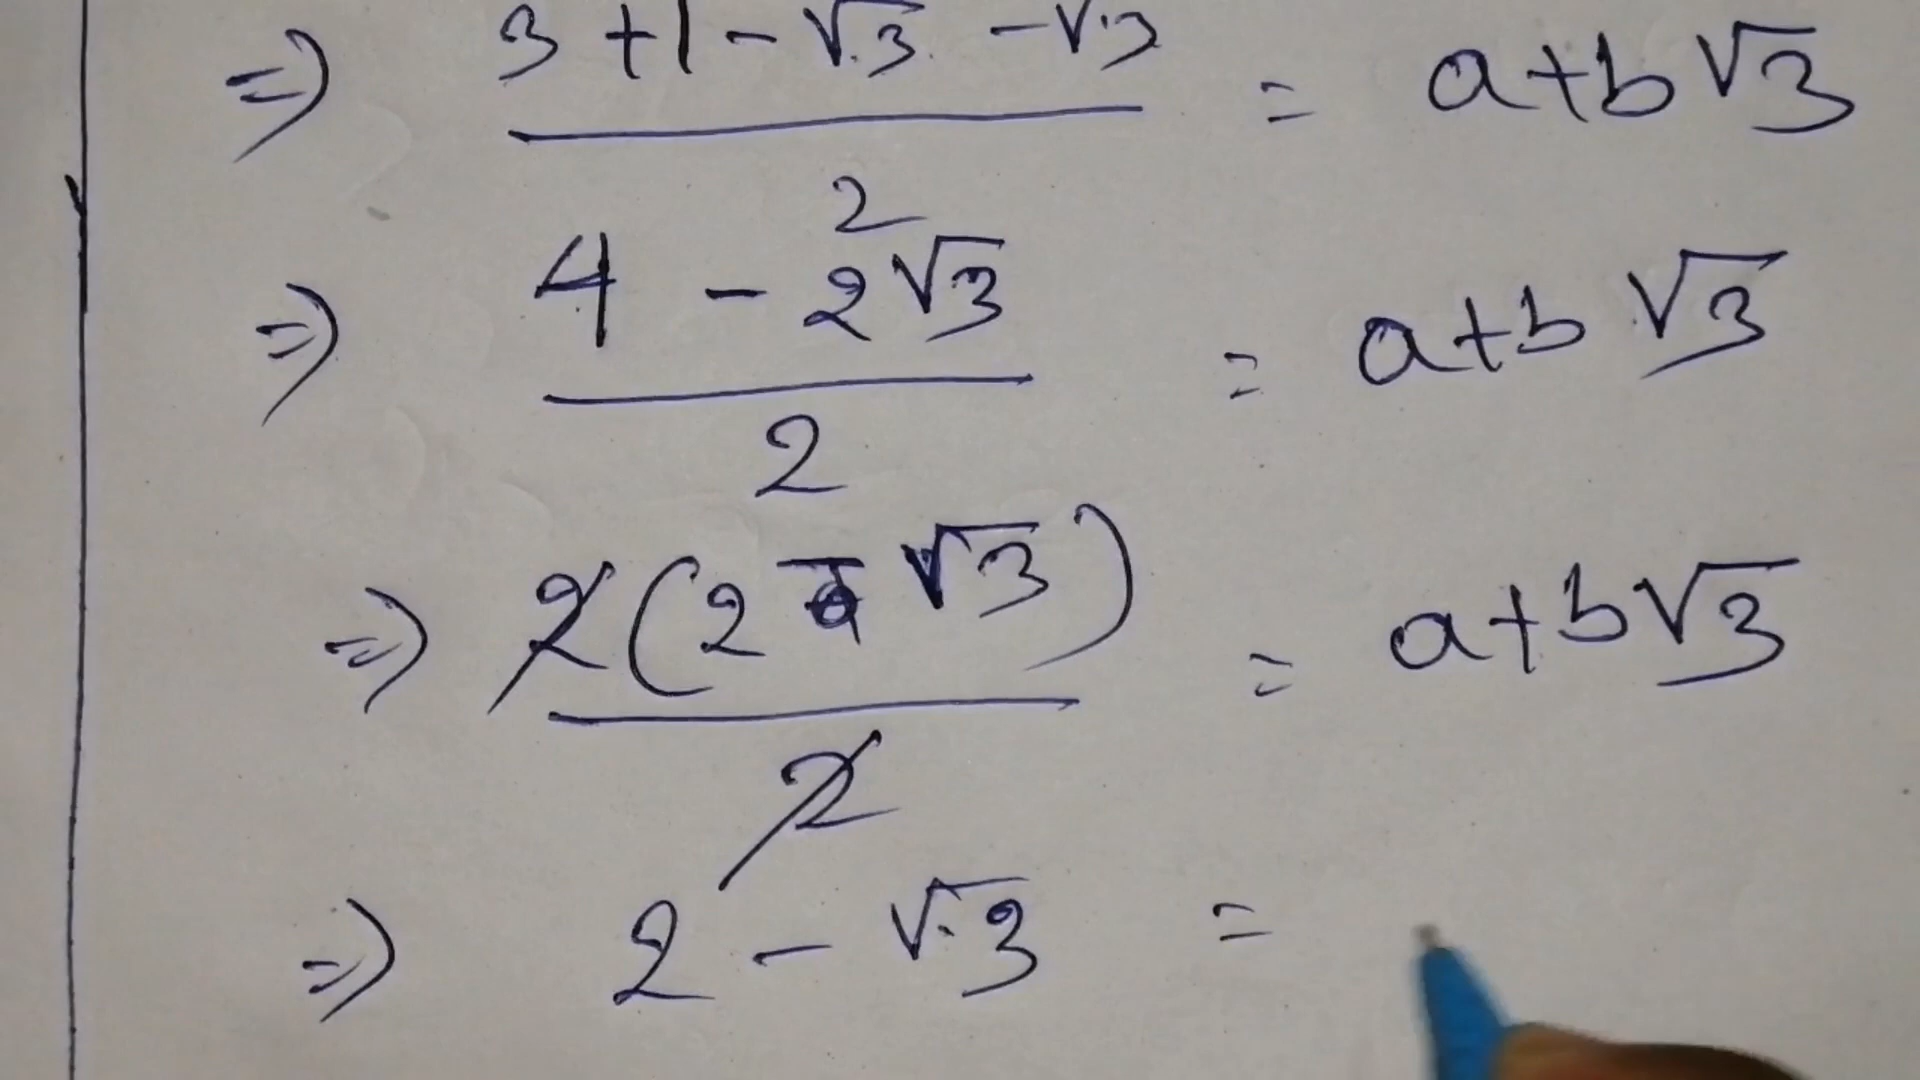 ⇒ 3 + 1 - √3 - √3 = a+b√3
2
⇒ 4 - 2√3 = a+b√3
2
⇒ 2(2 - √3) = a+b√3
2
⇒ 2 - √3 =